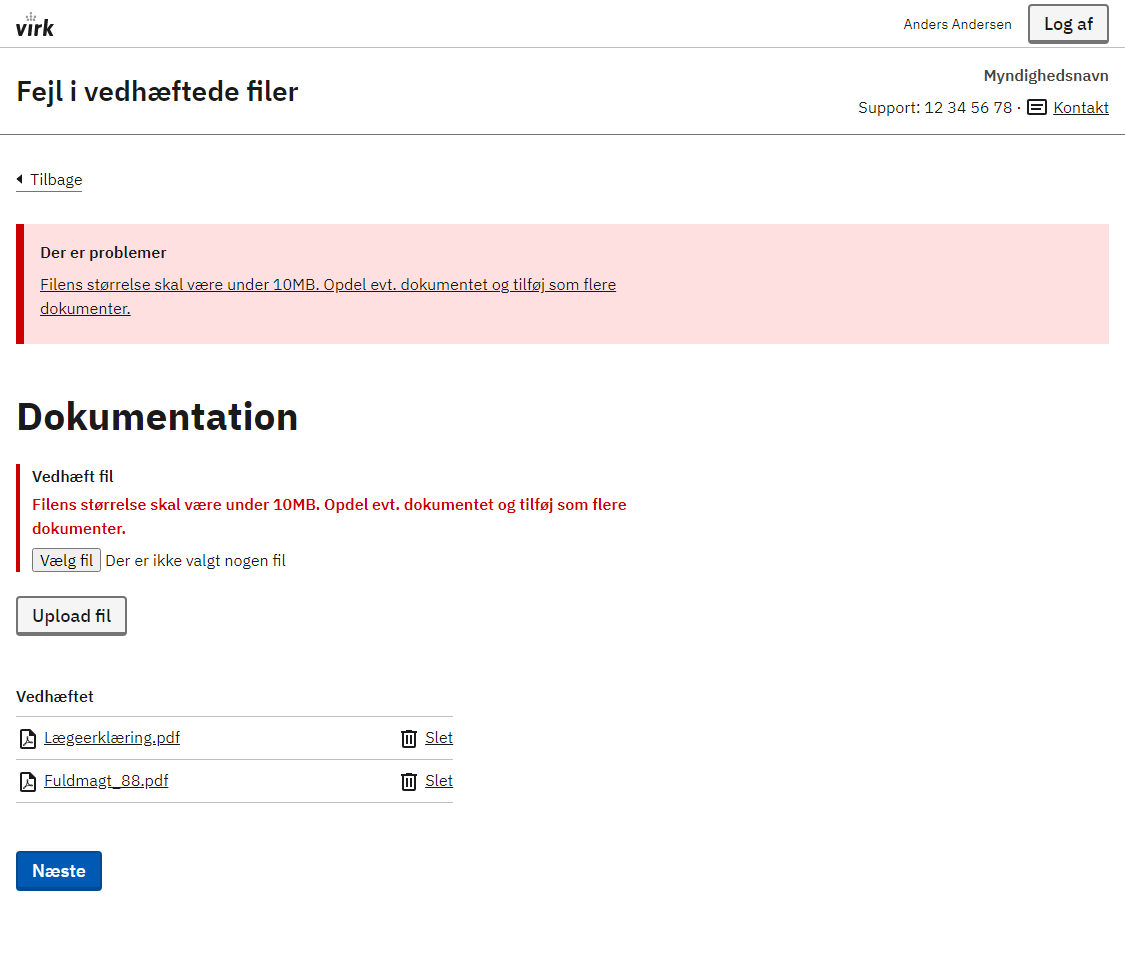 virk
Anders Andersen
Log af
Fejl i vedhæftede filer
Myndighedsnavn
Support: 12 34 56 78 · Kontakt
Tilbage
Der er problemer
Filens størrelse skal være under 10MB. Opdel evt. dokumentet og tilføj som flere
dokumenter.
Dokumentation
Vedhæft fil
Filens størrelse skal være under 10MB. Opdel evt. dokumentet og tilføj som flere
dokumenter.
Vælg fil Der er ikke valgt nogen fil
Upload fil
Vedhæftet
Lægeerklæring.pdf Slet
Fuldmagt_88.pdf Slet
Næste